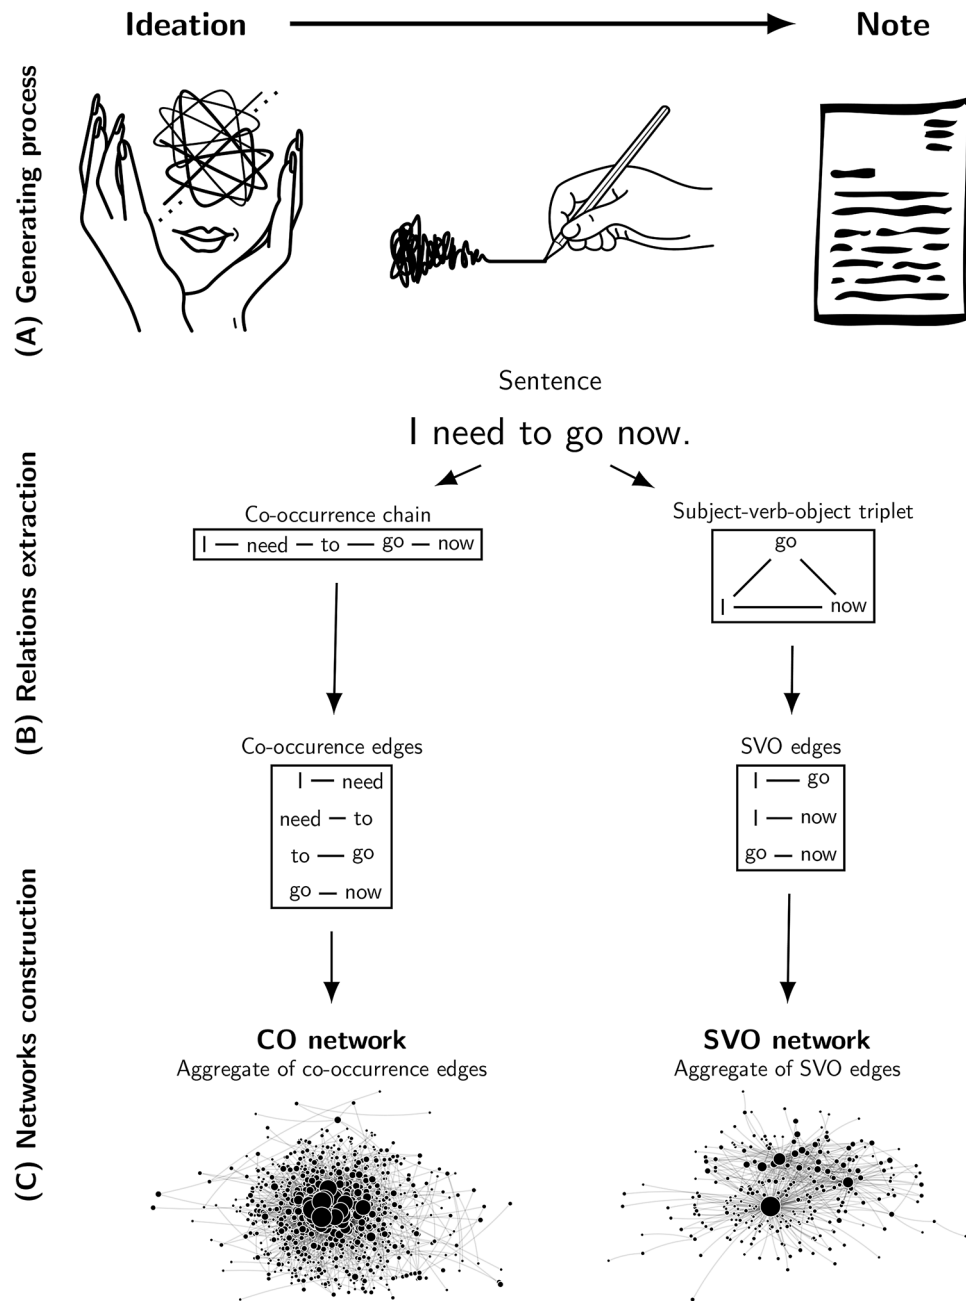 Ideation
Note
(A) Generating process
Sentence
I need to go now.
(B) Relations extraction
Co-occurrence chain
I — need — to — go — now
Subject-verb-object triplet
go
I — now
Co-occurence edges
I — need
need — to
to — go
go — now
SVO edges
I — go
I — now
go — now
(C) Networks construction
CO network
Aggregate of co-occurrence edges
SVO network
Aggregate of SVO edges